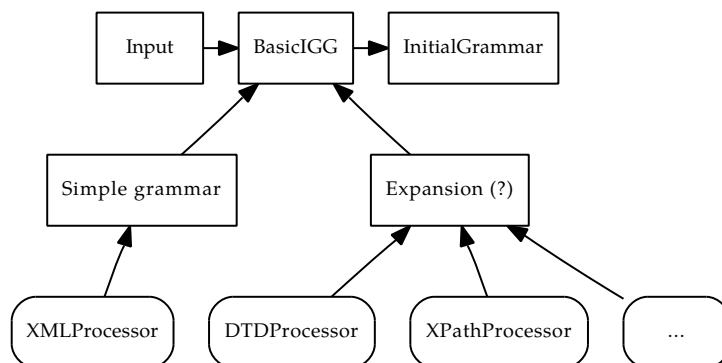 Input
BasicIGG
InitialGrammar
Simple grammar
Expansion (?)
XMLProcessor
DTDProcessor
XPathProcessor
...